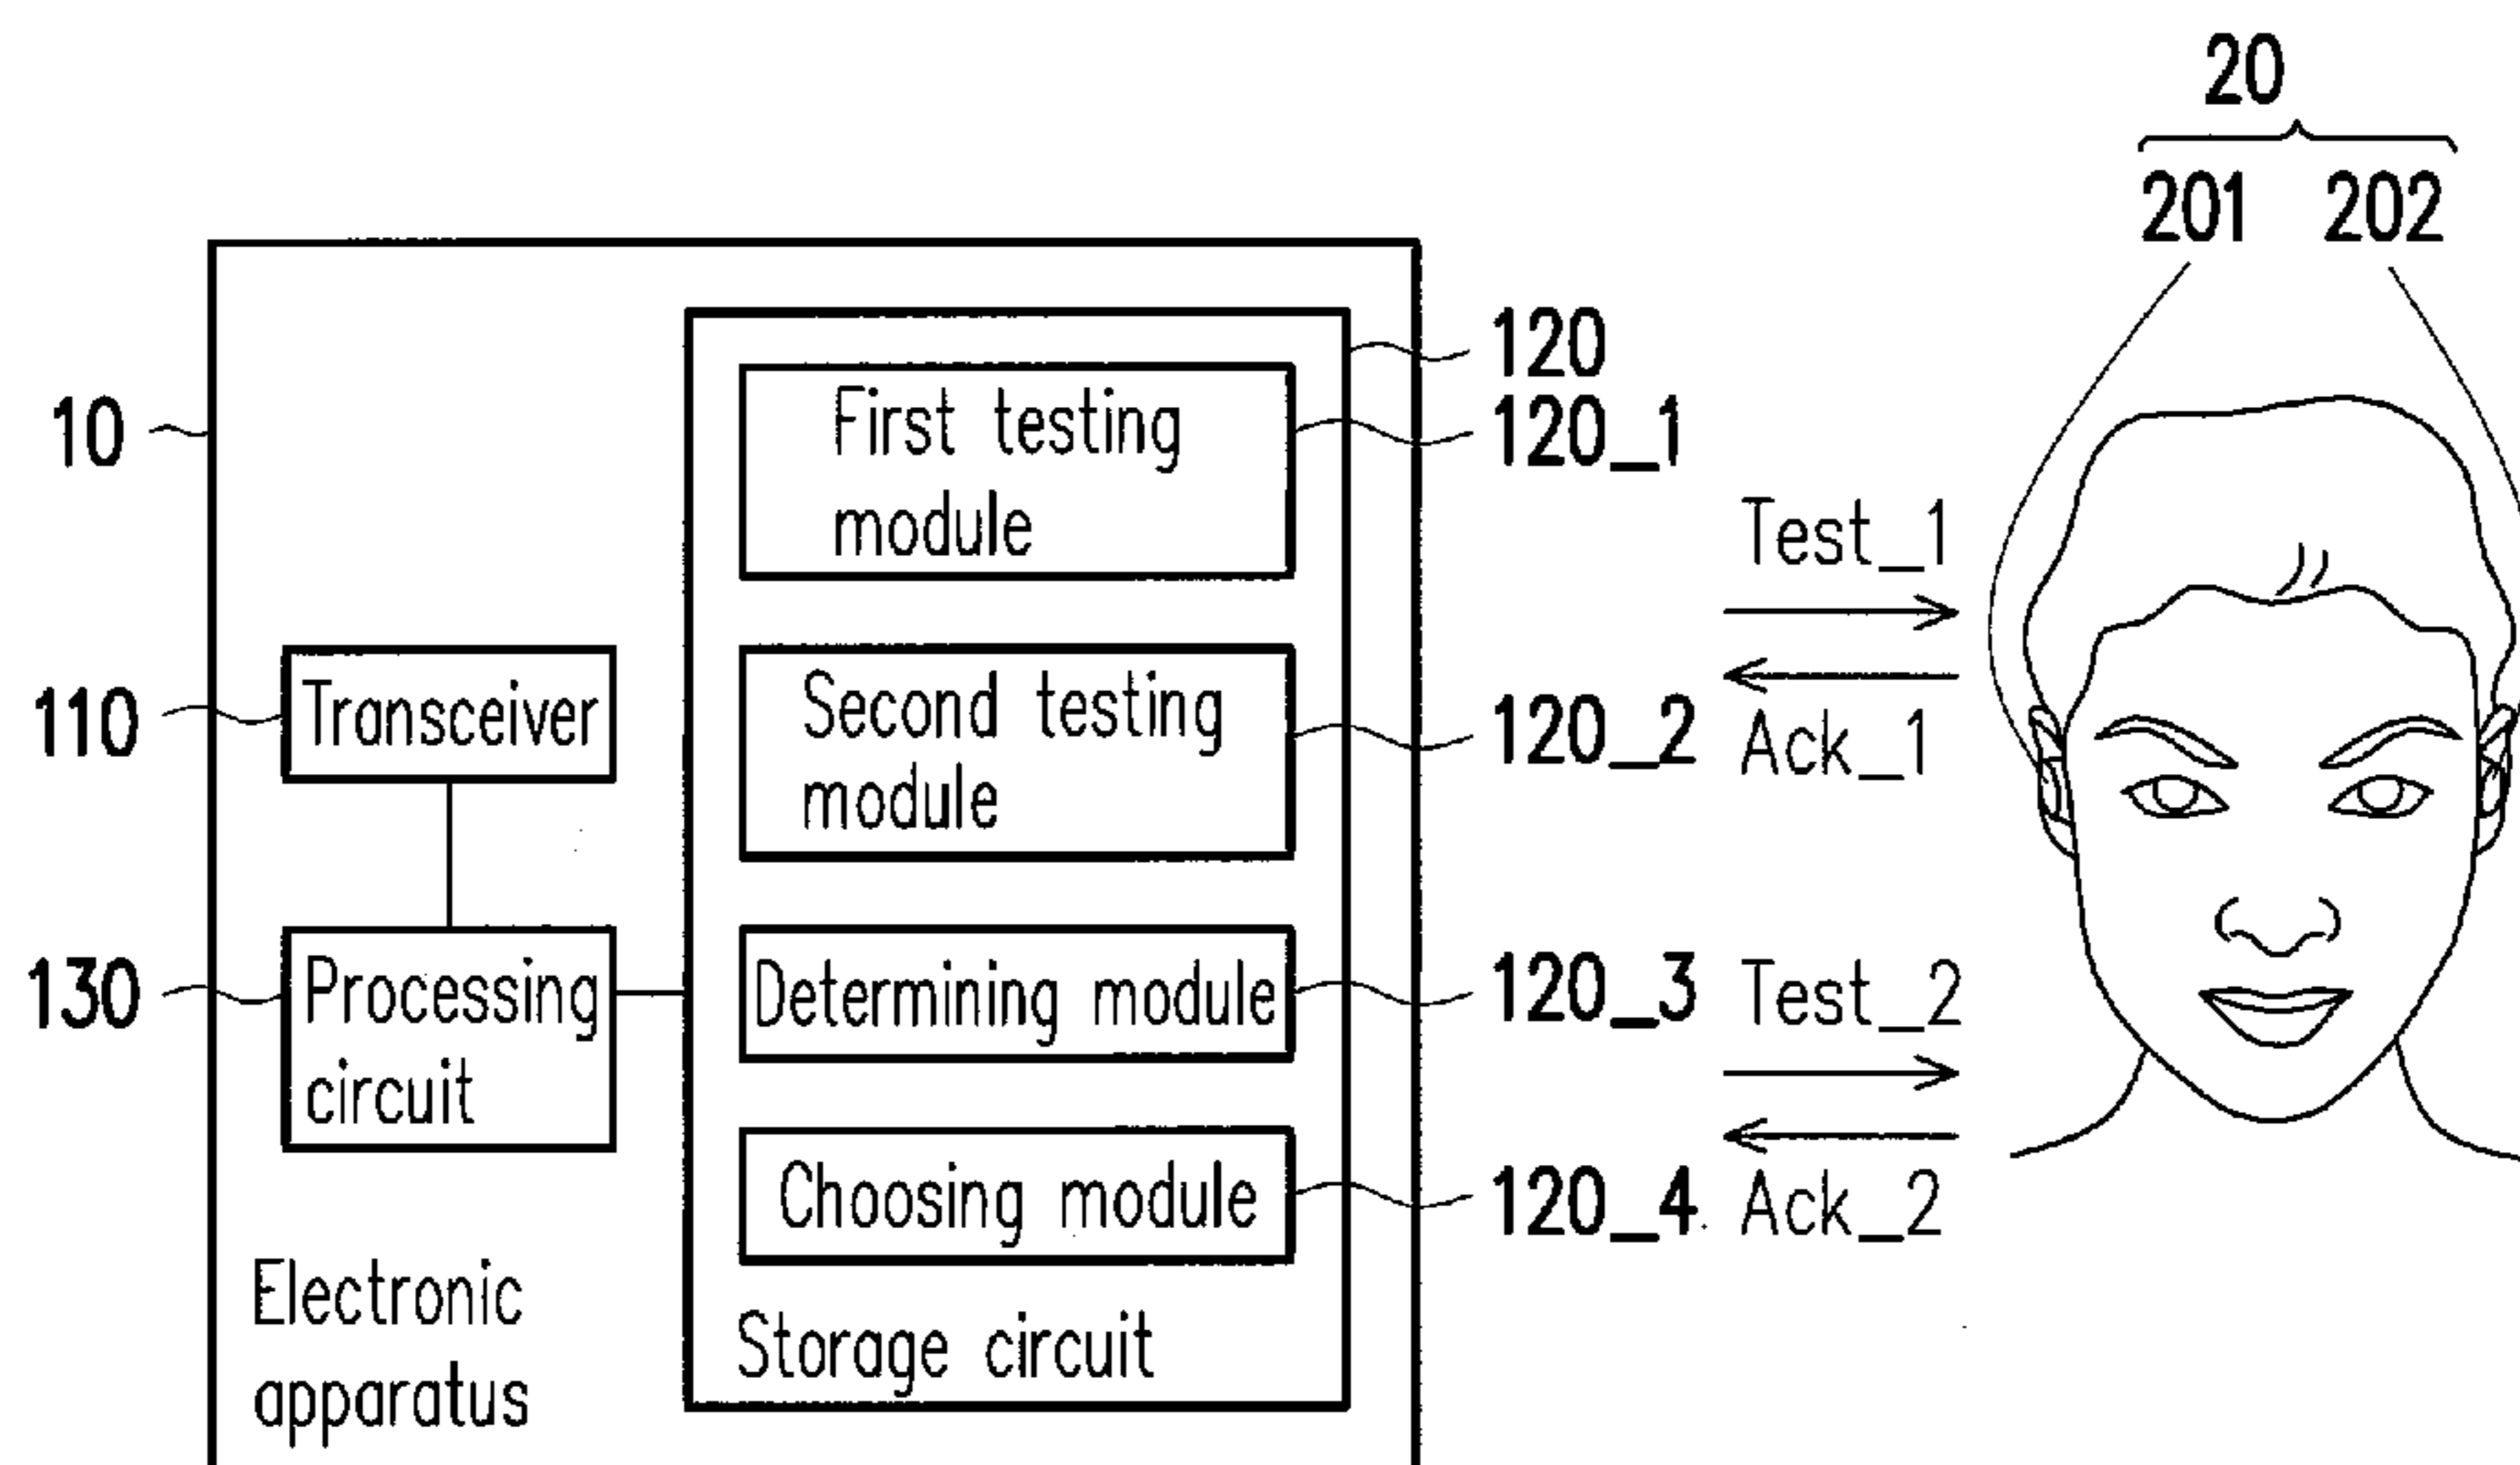 20
201 202
120
First testing
module
120_1
10
Test_1
Transceiver
110
Second testing
module
120_2
Ack_1
Processing
circuit
130
Determining module
120_3
Test_2
Choosing module
120_4
Ack_2
Electronic
apparatus
Storage circuit